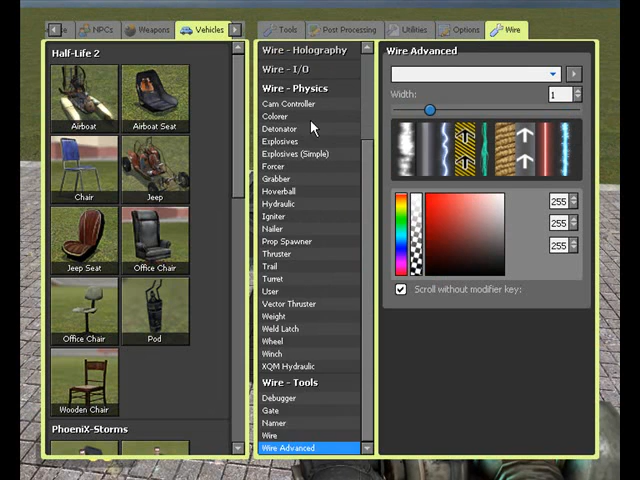 NPCs
Weapons
Vehicles
Tools
Post Processing
Utilities
Options
Wire
Half-Life 2
Airboat
Airboat Seat
Chair
Jeep
Jeep Seat
Office Chair
Office Chair
Pod
Wooden Chair
PhoeniX-Storms
Wire - Holography
Wire - I/O
Wire - Physics
Cam Controller
Colorer
Detonator
Explosives
Explosives (Simple)
Forcer
Grabber
Hoverball
Hydraulic
Igniter
Nailer
Prop Spawner
Thruster
Trail
Turret
User
Vector Thruster
Weight
Weld Latch
Wheel
Winch
XQM Hydraulic
Wire - Tools
Debugger
Gate
Namer
Wire
Wire Advanced
Wire Advanced
Width:
1
255
255
255
Scroll without modifier key: